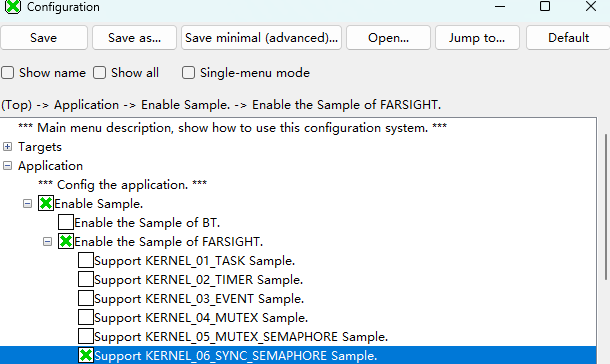 Configuration
Save Save as... Save minimal (advanced)... Open... Jump to... Default
Show name Show all Single-menu mode
(Top) -> Application -> Enable Sample. -> Enable the Sample of FARSIGHT.
*** Main menu description, show how to use this configuration system. ***
Targets
Application
*** Config the application. ***
Enable Sample.
Enable the Sample of BT.
Enable the Sample of FARSIGHT.
Support KERNEL_01_TASK Sample.
Support KERNEL_02_TIMER Sample.
Support KERNEL_03_EVENT Sample.
Support KERNEL_04_MUTEX Sample.
Support KERNEL_05_MUTEX_SEMAPHORE Sample.
Support KERNEL_06_SYNC_SEMAPHORE Sample.